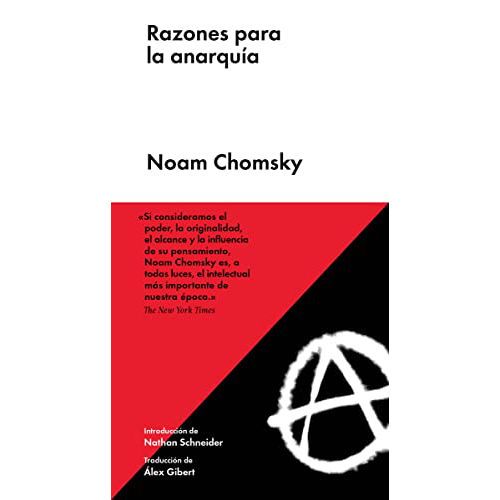 Razones para
la anarquía
Noam Chomsky
«Si consideramos el
poder, la originalidad,
el alcance y la influencia
de su pensamiento,
Noam Chomsky es, a
todas luces, el intelectual
más importante de
nuestra época.»
The New York Times
Introducción de
Nathan Schneider
Traducción de
Álex Gibert